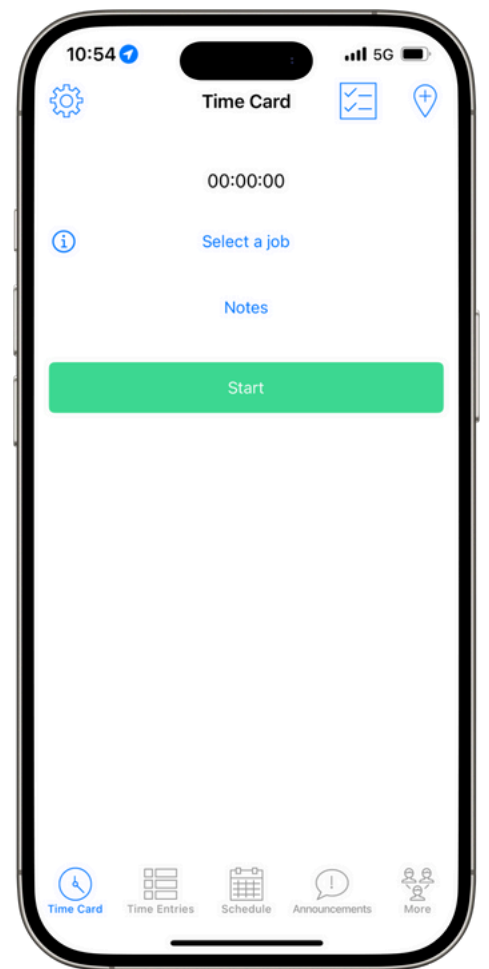 10:54 5G
Time Card
00:00:00
Select a job
Notes
Start
Time Card Time Entries Schedule Announcements More